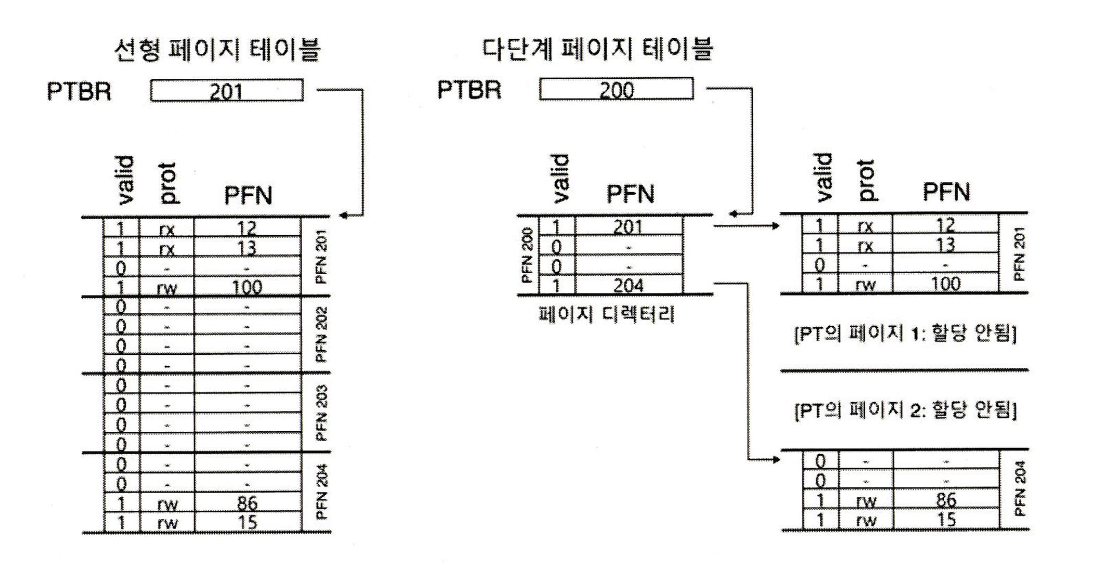 선형 페이지 테이블
PTBR 201
valid prot PFN
1 rx 12
1 rx 13
0 - -
1 rw 100
PFN 201
0 - -
0 - -
0 - -
0 - -
PFN 202
0 - -
0 - -
0 - -
0 - -
PFN 203
0 - -
0 - -
1 rw 86
1 rw 15
PFN 204
다단계 페이지 테이블
PTBR 200
valid PFN
PFN 200
1 201
0 -
0 -
1 204
페이지 디렉터리
valid prot PFN
1 rx 12
1 rx 13
0 - -
1 rw 100
PFN 201
[PT의 페이지 1: 할당 안됨]
[PT의 페이지 2: 할당 안됨]
0 - -
0 - -
1 rw 86
1 rw 15
PFN 204